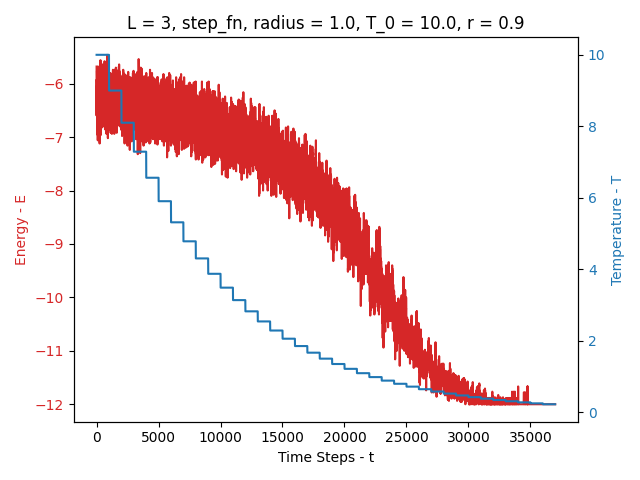 L = 3, step_fn, radius = 1.0, T_0 = 10.0, r = 0.9
Energy - E
−6
−7
−8
−9
−10
−11
−12
10
8
6
4
2
0
Temperature - T
0 5000 10000 15000 20000 25000 30000 35000
Time Steps - t